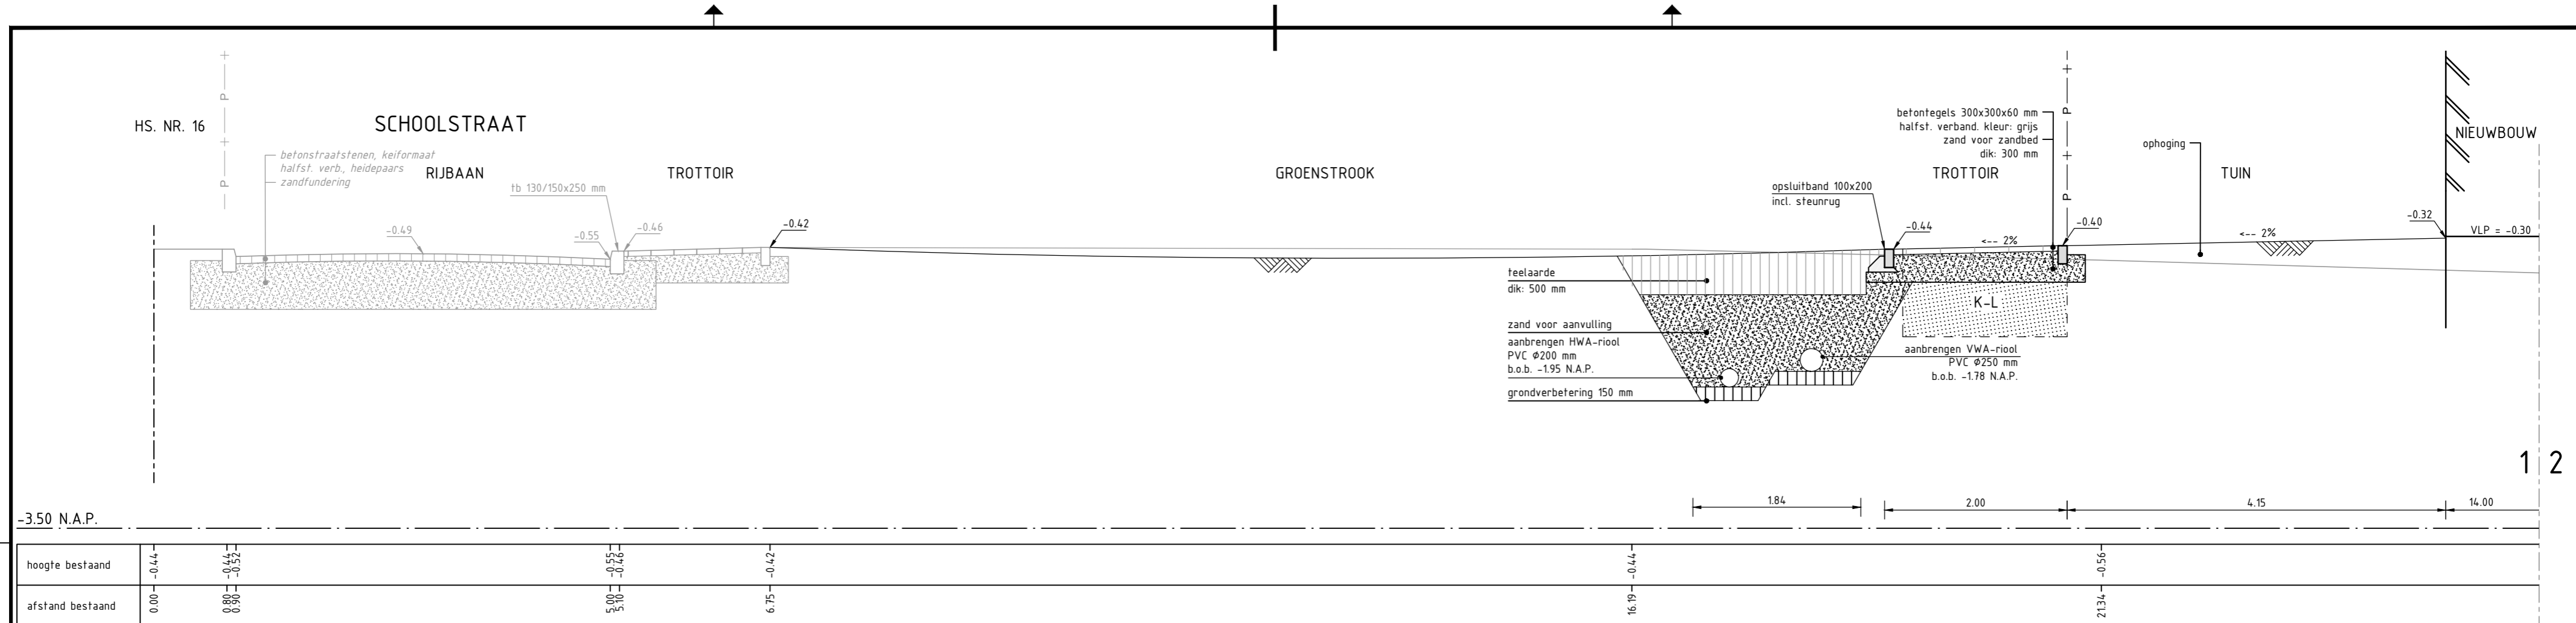 HS. NR. 16
P
P
SCHOOLSTRAAT
betonstraatstenen, keiformaat
halfst. verb., heidepaars
zandfundering
RIJBAAN
tb 130/150x250 mm
TROTTOIR
-0.49
-0.55
-0.46
-0.42
GROENSTROOK
betontegels 300x300x60 mm
halfst. verband. kleur: grijs
zand voor zandbed
dik: 300 mm
TROTTOIR
opsluitband 100x200
incl. steunrug
-0.44
<-- 2%
P
P
-0.40
ophoging
TUIN
<-- 2%
-0.32
NIEUWBOUW
VLP = -0.30
teelaarde
dik: 500 mm
zand voor aanvulling
aanbrengen HWA-riool
PVC Ø200 mm
b.o.b. -1.95 N.A.P.
grondverbetering 150 mm
K-L
aanbrengen VWA-riool
PVC Ø250 mm
b.o.b. -1.78 N.A.P.
1 2
1.84
2.00
4.15
14.00
-3.50 N.A.P.
hoogte bestaand -0.44 -0.44 -0.52 -0.55 -0.46 -0.42 -0.44 -0.56
afstand bestaand 0.00 0.80 0.90 5.00 5.10 6.75 16.19 21.34